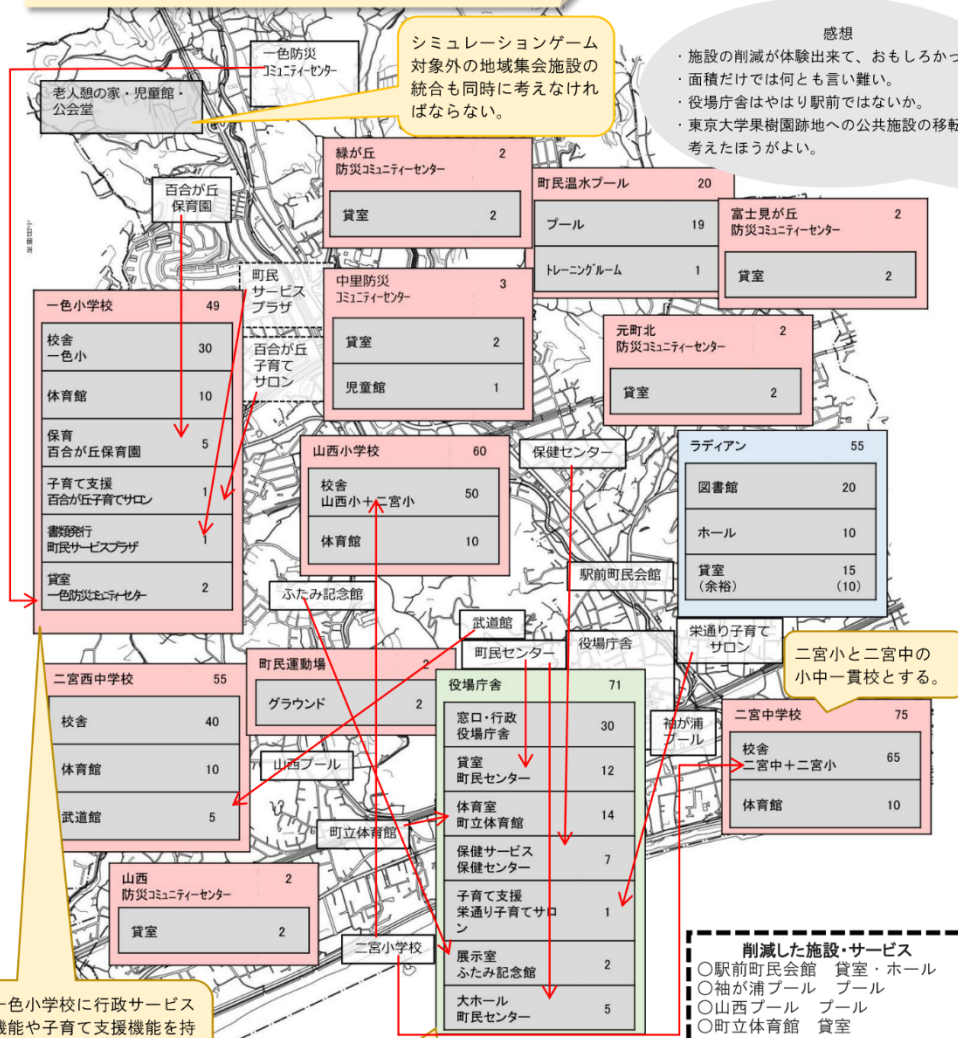 一色防災
コミュニティーセンター
老人憩の家・児童館・
公会堂
シミュレーションゲーム
対象外の地域集会施設の
統合も同時に考えなけれ
ばならない。
感想
・施設の削減が体験出来て、おもしろかっ
・面積だけでは何とも言い難い。
・役場庁舎はやはり駅前ではないか。
・東京大学果樹園跡地への公共施設の移転
考えたほうがよい。
緑が丘 2
防災コミュニティーセンター
貸室 2
町民温水プール 20
プール 19
トレーニングルーム 1
富士見が丘 2
防災コミュニティーセンター
貸室 2
百合が丘
保育園
町民
サービス
プラザ
百合が丘
子育て
サロン
中里防災 3
コミュニティーセンター
貸室 2
児童館 1
元町北 2
防災コミュニティーセンター
貸室 2
一色小学校 49
校舎
一色小 30
体育館 10
保育
百合が丘保育園 5
子育て支援
百合が丘子育てサロン 1
書類発行
町民サービスプラザ 1
貸室
一色防災コミュニティーセンター 2
山西小学校 60
校舎
山西小+二宮小 50
体育館 10
保健センター
ラディアン 55
図書館 20
ホール 10
貸室 15
(余裕) (10)
駅前町民会館
ふたみ記念館
武道館
町民センター
役場庁舎
栄通り子育て
サロン
二宮小と二宮中の
小中一貫校とする。
二宮西中学校 55
校舎 40
体育館 10
武道館 5
町民運動場 2
グラウンド 2
山西プール
町立体育館
袖が浦
プール
役場庁舎 71
窓口・行政
役場庁舎 30
貸室
町民センター 12
体育室
町立体育館 14
保健サービス
保健センター 7
子育て支援
栄通り子育てサロ
ン 1
展示室
ふたみ記念館 2
大ホール
町民センター 5
二宮中学校 75
校舎
二宮中+二宮小 65
体育館 10
山西 2
防災コミュニティーセンター
貸室 2
二宮小学校
一色小学校に行政サービス
機能や子育て支援機能を持
削減した施設・サービス
○駅前町民会館 貸室・ホール
○袖が浦プール プール
○山西プール プール
○町立体育館 貸室